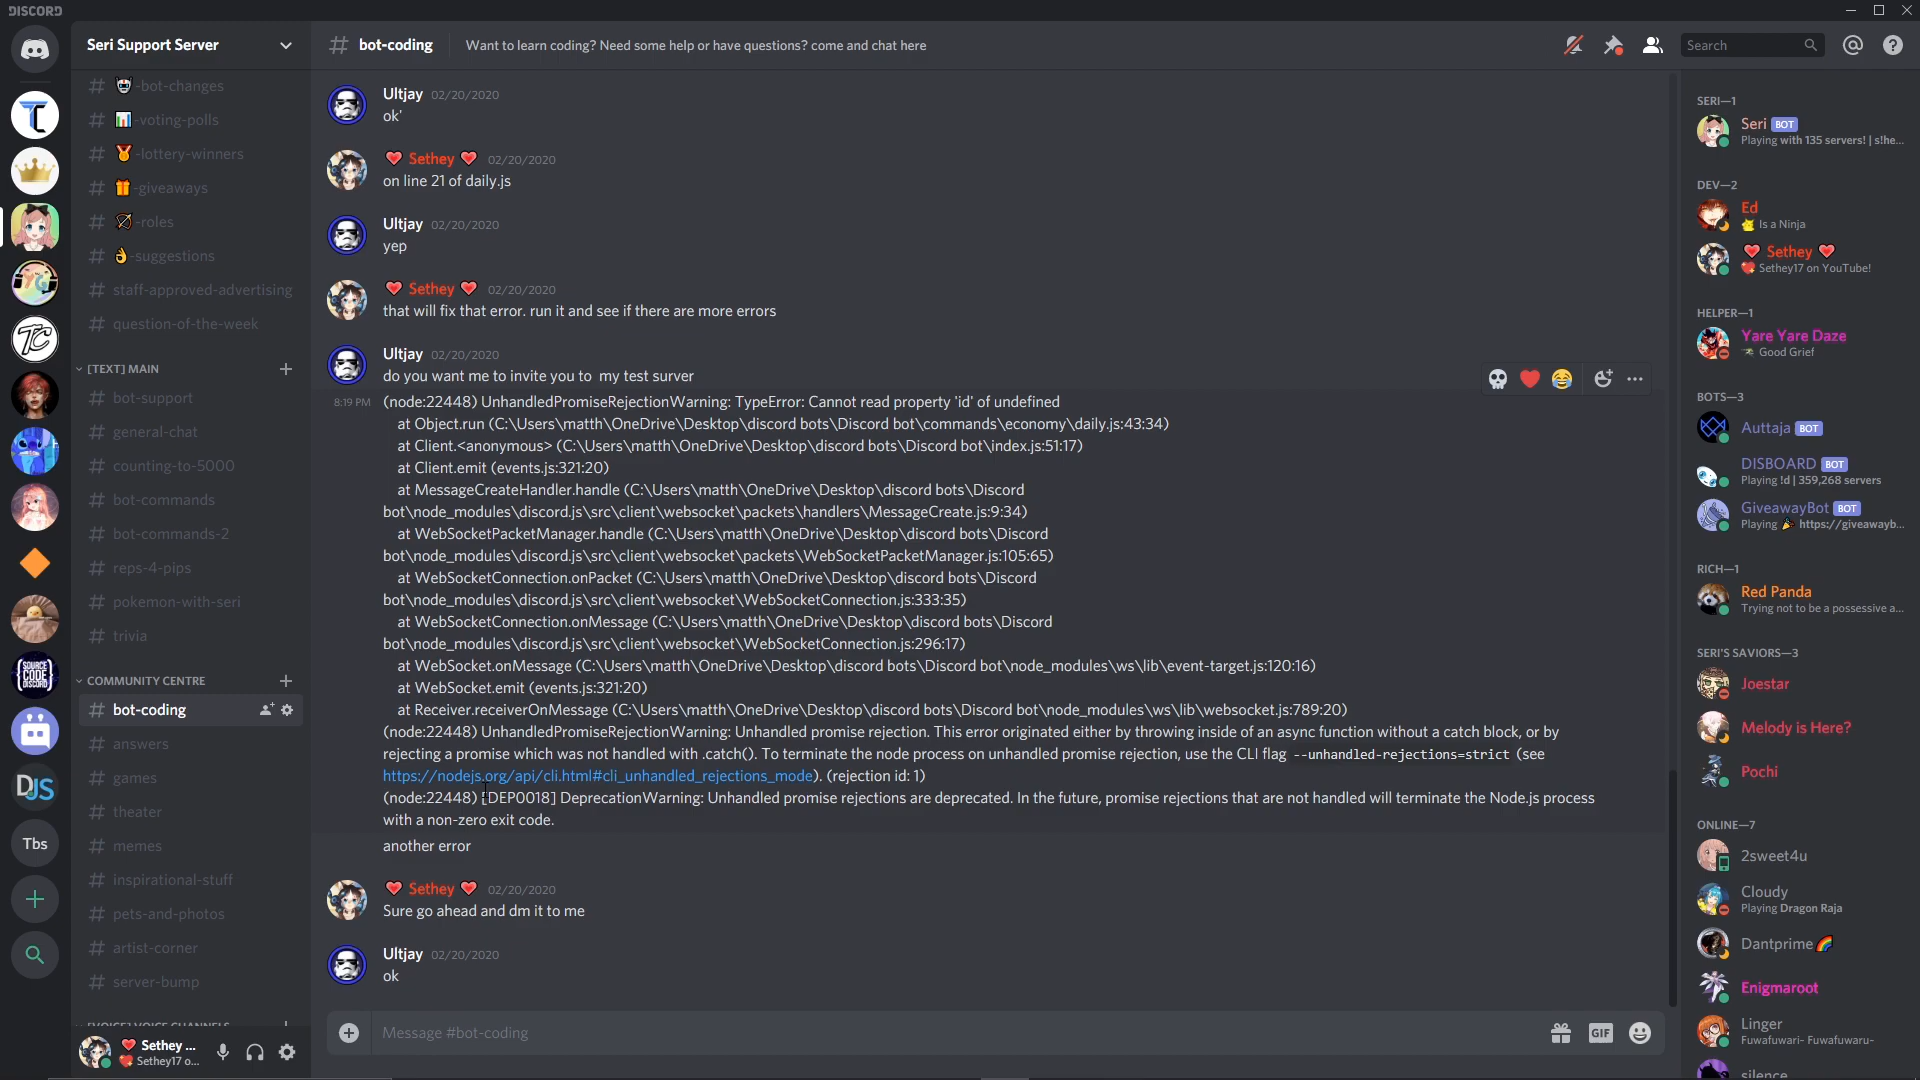 DISCORD
Seri Support Server
-bot-changes
-voting-polls
-lottery-winners
-giveaways
-roles
-suggestions
staff-approved-advertising
question-of-the-week
[TEXT] MAIN
bot-support
general-chat
counting-to-5000
bot-commands
bot-commands-2
reps-4-pips
pokemon-with-seri
trivia
COMMUNITY CENTRE
bot-coding
answers
games
theater
memes
inspirational-stuff
pets-and-photos
artist-corner
server-bump
[VOICE] VOICE CHANNELS
Sethey ...
Sethey17 o...
TC
{SOURCE CODE DISCORD}
DJS
Tbs
# bot-coding
Want to learn coding? Need some help or have questions? come and chat here
Search
Ultjay 02/20/2020
ok'
Sethey 02/20/2020
on line 21 of daily.js
Ultjay 02/20/2020
yep
Sethey 02/20/2020
that will fix that error. run it and see if there are more errors
Ultjay 02/20/2020
do you want me to invite you to my test surver
8:19 PM (node:22448) UnhandledPromiseRejectionWarning: TypeError: Cannot read property 'id' of undefined
at Object.run (C:\Users\matth\OneDrive\Desktop\discord bots\Discord bot\commands\economy\daily.js:43:34)
at Client.<anonymous> (C:\Users\matth\OneDrive\Desktop\discord bots\Discord bot\index.js:51:17)
at Client.emit (events.js:321:20)
at MessageCreateHandler.handle (C:\Users\matth\OneDrive\Desktop\discord bots\Discord
bot\node_modules\discord.js\src\client\websocket\packets\handlers\MessageCreate.js:9:34)
at WebSocketPacketManager.handle (C:\Users\matth\OneDrive\Desktop\discord bots\Discord
bot\node_modules\discord.js\src\client\websocket\packets\WebSocketPacketManager.js:105:65)
at WebSocketConnection.onPacket (C:\Users\matth\OneDrive\Desktop\discord bots\Discord
bot\node_modules\discord.js\src\client\websocket\WebSocketConnection.js:333:35)
at WebSocketConnection.onMessage (C:\Users\matth\OneDrive\Desktop\discord bots\Discord
bot\node_modules\discord.js\src\client\websocket\WebSocketConnection.js:296:17)
at WebSocket.onMessage (C:\Users\matth\OneDrive\Desktop\discord bots\Discord bot\node_modules\ws\lib\event-target.js:120:16)
at WebSocket.emit (events.js:321:20)
at Receiver.receiverOnMessage (C:\Users\matth\OneDrive\Desktop\discord bots\Discord bot\node_modules\ws\lib\websocket.js:789:20)
(node:22448) UnhandledPromiseRejectionWarning: Unhandled promise rejection. This error originated either by throwing inside of an async function without a catch block, or by
rejecting a promise which was not handled with .catch(). To terminate the node process on unhandled promise rejection, use the CLI flag --unhandled-rejections=strict (see
https://nodejs.org/api/cli.html#cli_unhandled_rejections_mode). (rejection id: 1)
(node:22448) [DEP0018] DeprecationWarning: Unhandled promise rejections are deprecated. In the future, promise rejections that are not handled will terminate the Node.js process
with a non-zero exit code.
another error
Sethey 02/20/2020
Sure go ahead and dm it to me
Ultjay 02/20/2020
ok
Message #bot-coding
GIF
SERI—1
Seri BOT
Playing with 135 servers! | s!he...
DEV—2
Ed
Is a Ninja
Sethey
Sethey17 on YouTube!
HELPER—1
Yare Yare Daze
Good Grief
BOTS—3
Auttaja BOT
DISBOARD BOT
Playing !d | 359,268 servers
GiveawayBot BOT
Playing https://giveawayb...
RICH—1
Red Panda
Trying not to be a possessive a...
SERI'S SAVIORS—3
Joestar
Melody is Here?
Pochi
ONLINE—7
2sweet4u
Cloudy
Playing Dragon Raja
Dantprime
Enigmaroot
Linger
Fuwafuwari- Fuwafuwaru-
silence